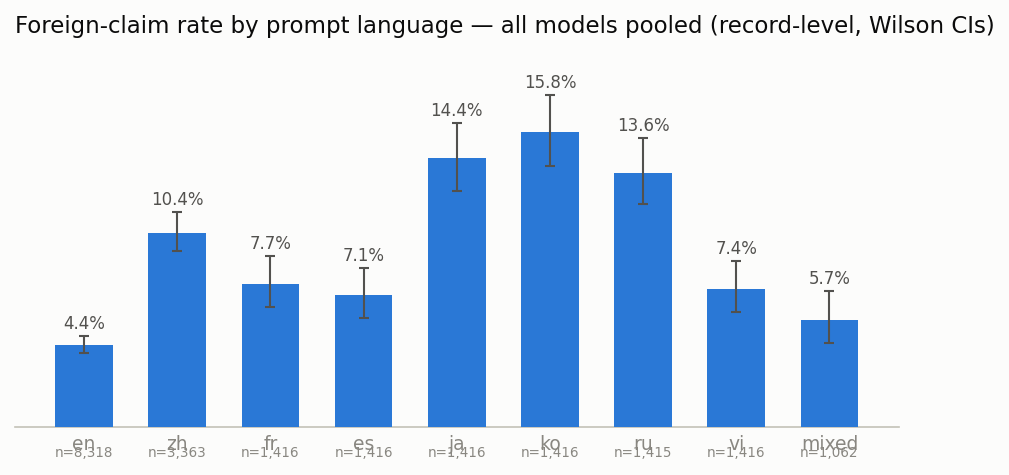 Foreign-claim rate by prompt language — all models pooled (record-level, Wilson CIs)
4.4% 10.4% 7.7% 7.1% 14.4% 15.8% 13.6% 7.4% 5.7%
en zh fr es ja ko ru vi mixed
n=8,318 n=3,363 n=1,416 n=1,416 n=1,416 n=1,416 n=1,415 n=1,416 n=1,062